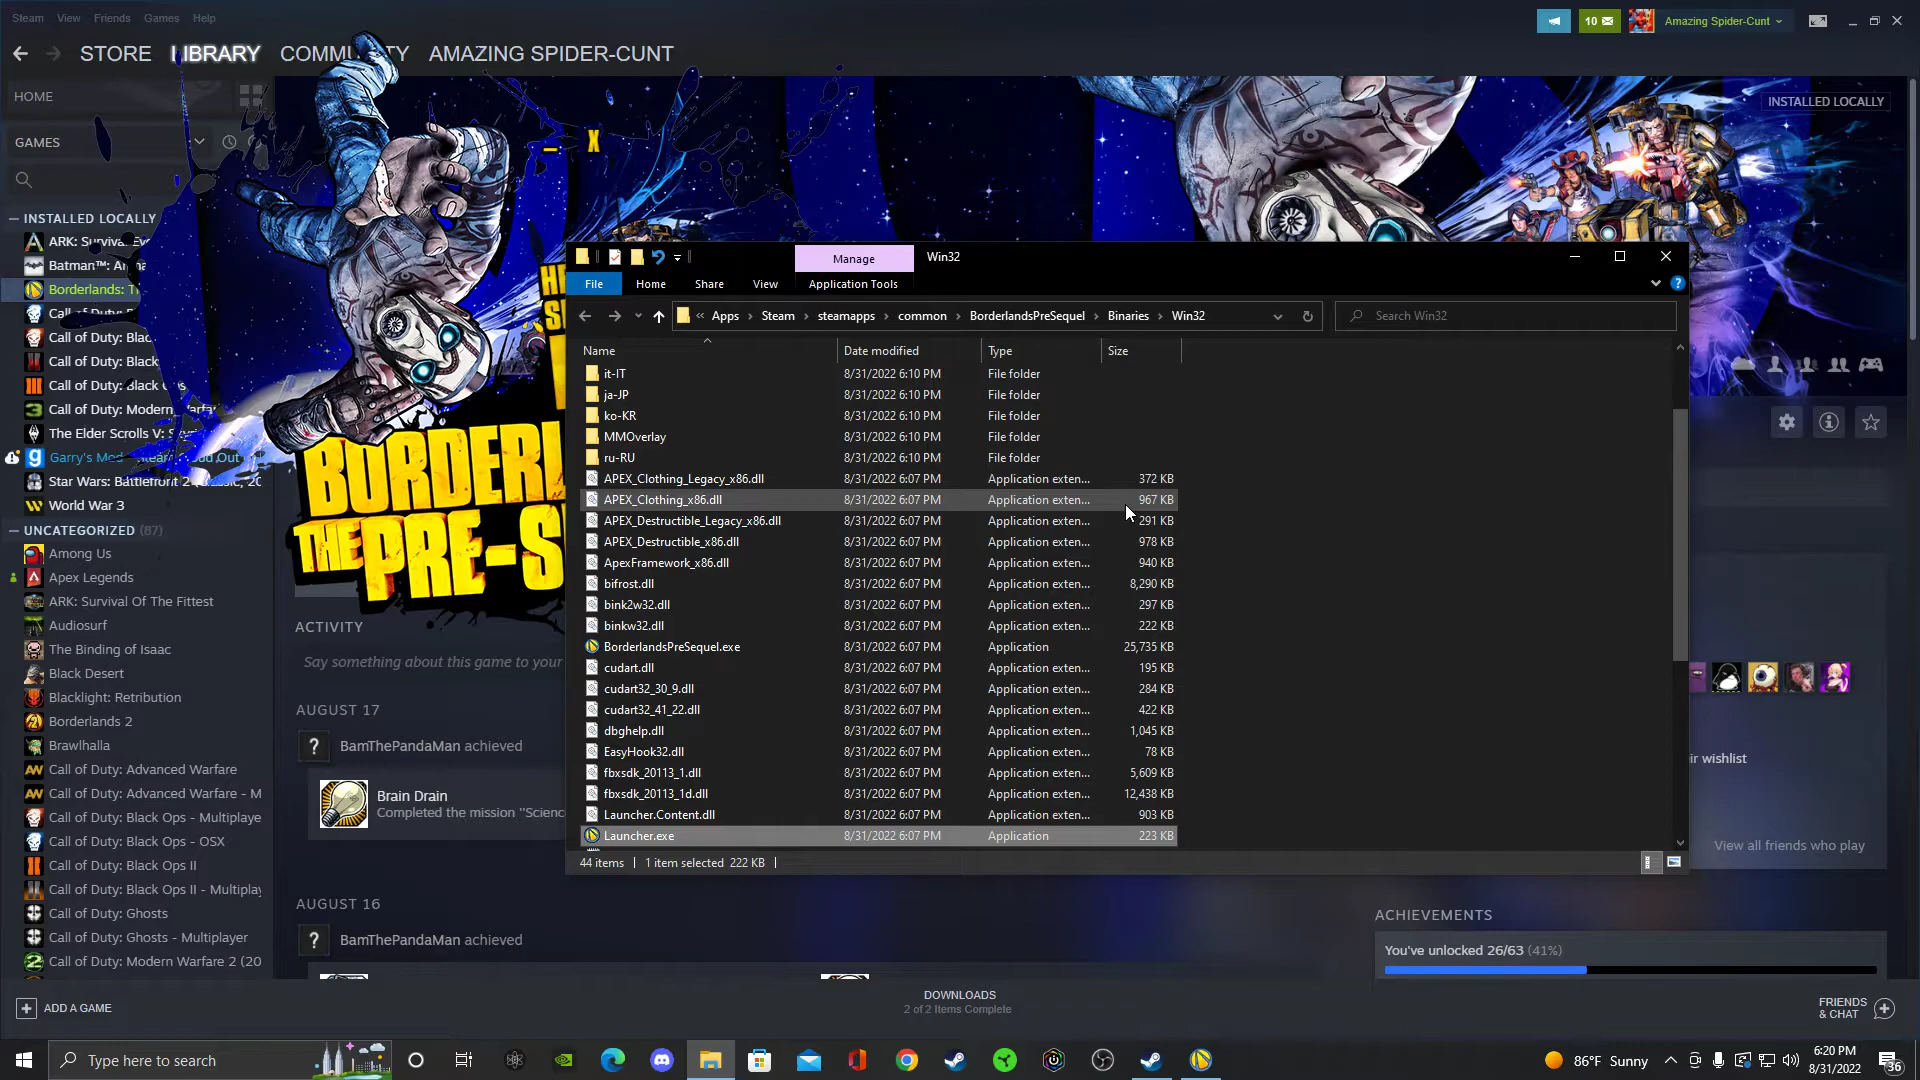 Steam View Friends Games Help
10
Amazing Spider-Cunt
STORE LIBRARY COMMUNITY AMAZING SPIDER-CUNT
HOME
INSTALLED LOCALLY
GAMES
X
INSTALLED LOCALLY
ARK: Survival Evo
Batman™: Arka
Borderlands: T
Call of Duty: B
Call of Duty: Blac
Call of Duty: Black
Call of Duty: Black Ops
Call of Duty: Modern Warfar
The Elder Scrolls V: S
Garry's Mod
Star Wars: Battlefront 2 (Classic, 20
World War 3
UNCATEGORIZED (87)
Among Us
Apex Legends
ARK: Survival Of The Fittest
Audiosurf
The Binding of Isaac
Black Desert
Blacklight: Retribution
Borderlands 2
Brawlhalla
Call of Duty: Advanced Warfare
Call of Duty: Advanced Warfare - M
Call of Duty: Black Ops - Multiplaye
Call of Duty: Black Ops - OSX
Call of Duty: Black Ops II
Call of Duty: Black Ops II - Multiplay
Call of Duty: Ghosts
Call of Duty: Ghosts - Multiplayer
Call of Duty: Modern Warfare 2 (20
ADD A GAME
BORDERL
THE PRE-S
ACTIVITY
Say something about this game to your
AUGUST 17
BamThePandaMan achieved
Brain Drain
Completed the mission "Science
AUGUST 16
BamThePandaMan achieved
Manage
Win32
File Home Share View Application Tools
« Apps › Steam › steamapps › common › BorderlandsPreSequel › Binaries › Win32
Search Win32
Name Date modified Type Size
it-IT 8/31/2022 6:10 PM File folder
ja-JP 8/31/2022 6:10 PM File folder
ko-KR 8/31/2022 6:10 PM File folder
MMOverlay 8/31/2022 6:10 PM File folder
ru-RU 8/31/2022 6:10 PM File folder
APEX_Clothing_Legacy_x86.dll 8/31/2022 6:07 PM Application exten... 372 KB
APEX_Clothing_x86.dll 8/31/2022 6:07 PM Application exten... 967 KB
APEX_Destructible_Legacy_x86.dll 8/31/2022 6:07 PM Application exten... 291 KB
APEX_Destructible_x86.dll 8/31/2022 6:07 PM Application exten... 978 KB
ApexFramework_x86.dll 8/31/2022 6:07 PM Application exten... 940 KB
bifrost.dll 8/31/2022 6:07 PM Application exten... 8,290 KB
bink2w32.dll 8/31/2022 6:07 PM Application exten... 297 KB
binkw32.dll 8/31/2022 6:07 PM Application exten... 222 KB
BorderlandsPreSequel.exe 8/31/2022 6:07 PM Application 25,735 KB
cudart.dll 8/31/2022 6:07 PM Application exten... 195 KB
cudart32_30_9.dll 8/31/2022 6:07 PM Application exten... 284 KB
cudart32_41_22.dll 8/31/2022 6:07 PM Application exten... 422 KB
dbghelp.dll 8/31/2022 6:07 PM Application exten... 1,045 KB
EasyHook32.dll 8/31/2022 6:07 PM Application exten... 78 KB
fbxsdk_20113_1.dll 8/31/2022 6:07 PM Application exten... 5,609 KB
fbxsdk_20113_1d.dll 8/31/2022 6:07 PM Application exten... 12,438 KB
Launcher.Content.dll 8/31/2022 6:07 PM Application exten... 903 KB
Launcher.exe 8/31/2022 6:07 PM Application 223 KB
44 items 1 item selected 222 KB
ir wishlist
View all friends who play
ACHIEVEMENTS
You've unlocked 26/63 (41%)
DOWNLOADS
2 of 2 Items Complete
FRIENDS
& CHAT
Type here to search
86°F Sunny
6:20 PM
8/31/2022
36